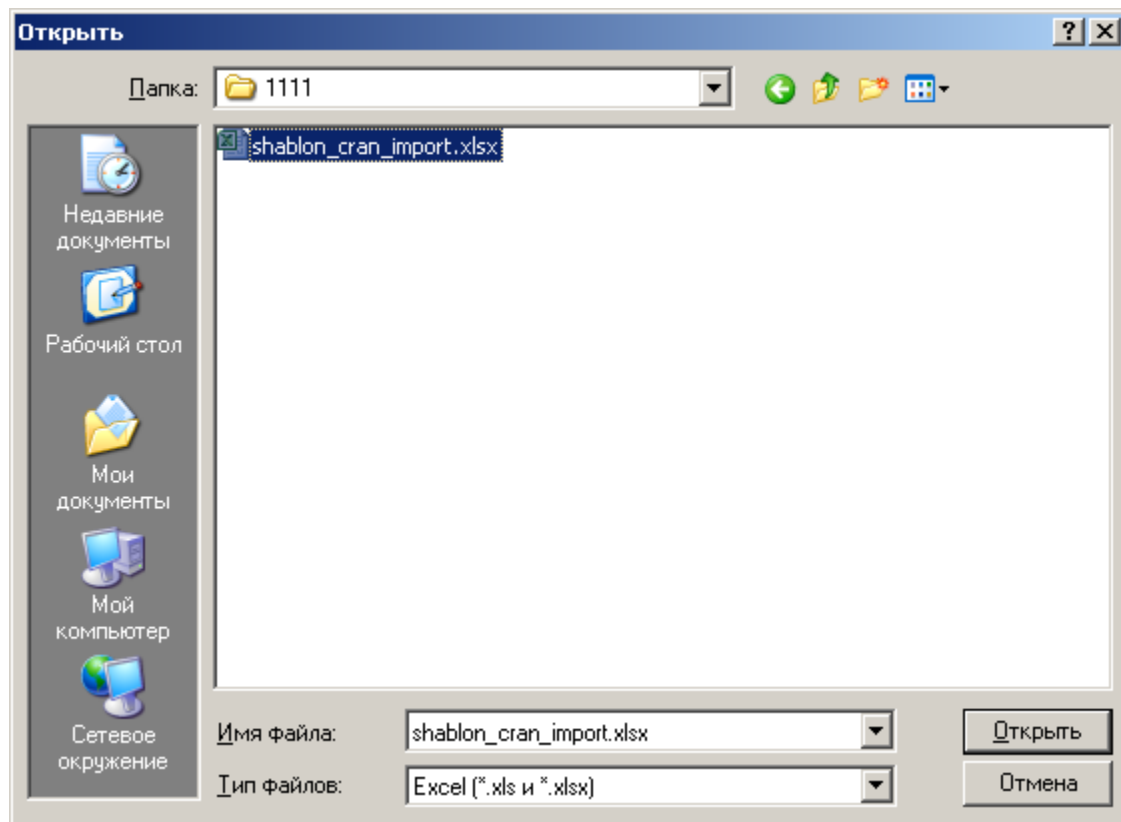 Открыть
Папка: 1111
shablon_cran_import.xlsx
Недавние
документы
Рабочий стол
Мои
документы
Мой
компьютер
Сетевое
окружение
Имя файла: shablon_cran_import.xlsx Открыть
Тип файлов: Excel (*.xls и *.xlsx) Отмена